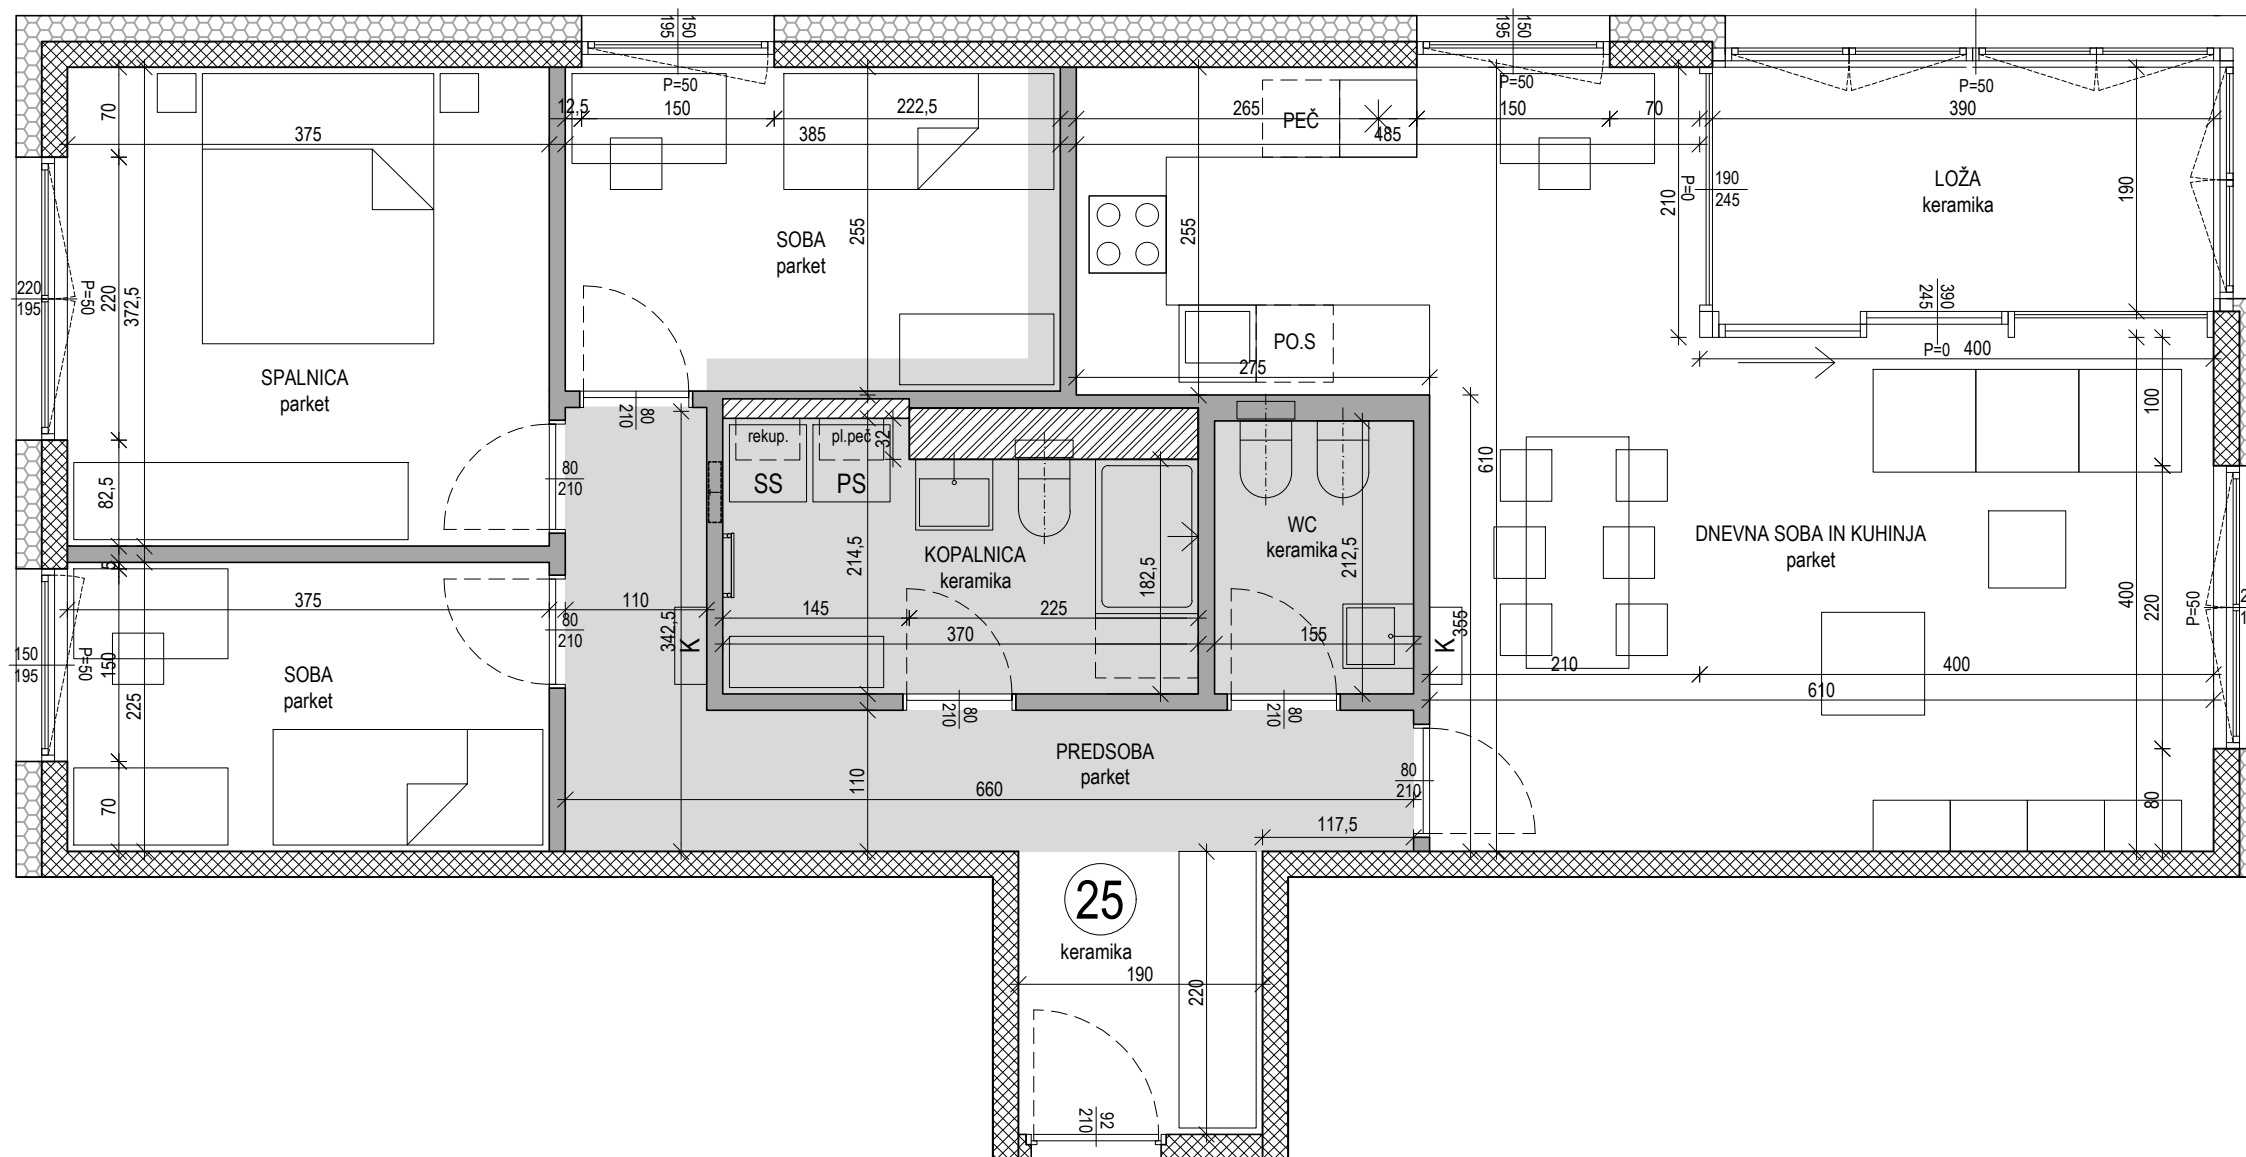 150
195
150
195
P=50
P=50
P=50
12,5
150
222,5
265
PEČ
150
70
390
375
385
485
70
220
372,5
82,5
220
195
P=50
SPALNICA
parket
SOBA
parket
255
255
210
P=0
190
245
LOŽA
keramika
190
390
245
P=0
400
PO.S
275
80
210
rekup.
pl.peč
32
SS
PS
80
210
KOPALNICA
keramika
214,5
182,5
WC
keramika
212,5
610
DNEVNA SOBA IN KUHINJA
parket
100
400
220
80
P=50
5
375
110
80
210
342,5
K
145
225
370
155
K
355
210
400
610
150
195
P=50
150
225
70
SOBA
parket
80
210
80
210
PREDSOBA
parket
110
660
80
210
117,5
25
keramika
190
220
92
210